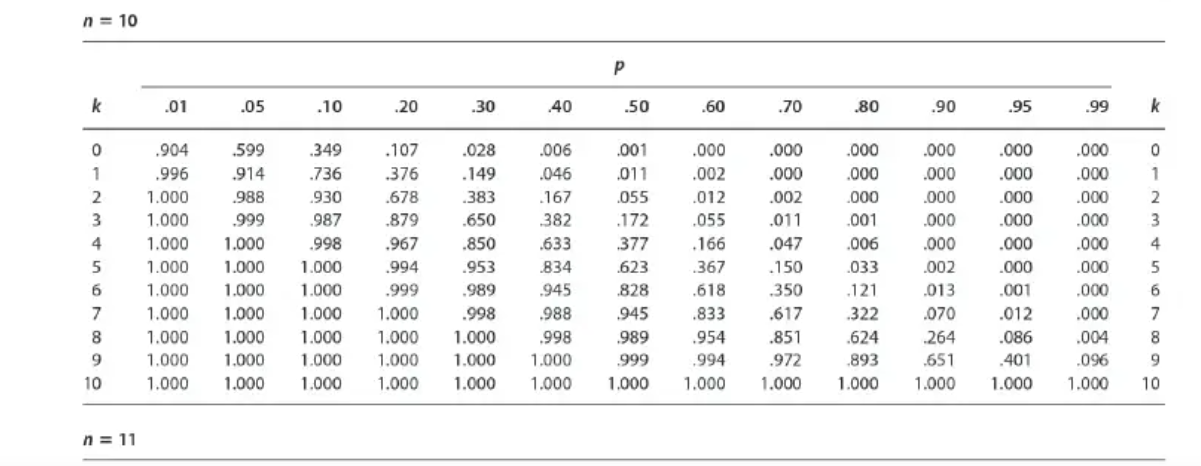 n = 10
p
k .01 .05 .10 .20 .30 .40 .50 .60 .70 .80 .90 .95 .99 k
0 .904 .599 .349 .107 .028 .006 .001 .000 .000 .000 .000 .000 .000 0
1 .996 .914 .736 .376 .149 .046 .011 .002 .000 .000 .000 .000 .000 1
2 1.000 .988 .930 .678 .383 .167 .055 .012 .002 .000 .000 .000 .000 2
3 1.000 .999 .987 .879 .650 .382 .172 .055 .011 .001 .000 .000 .000 3
4 1.000 1.000 .998 .967 .850 .633 .377 .166 .047 .006 .000 .000 .000 4
5 1.000 1.000 1.000 .994 .953 .834 .623 .367 .150 .033 .002 .000 .000 5
6 1.000 1.000 1.000 .999 .989 .945 .828 .618 .350 .121 .013 .001 .000 6
7 1.000 1.000 1.000 1.000 .998 .988 .945 .833 .617 .322 .070 .012 .000 7
8 1.000 1.000 1.000 1.000 1.000 .998 .989 .954 .851 .624 .264 .086 .004 8
9 1.000 1.000 1.000 1.000 1.000 1.000 .999 .994 .972 .893 .651 .401 .096 9
10 1.000 1.000 1.000 1.000 1.000 1.000 1.000 1.000 1.000 1.000 1.000 1.000 1.000 10
n = 11